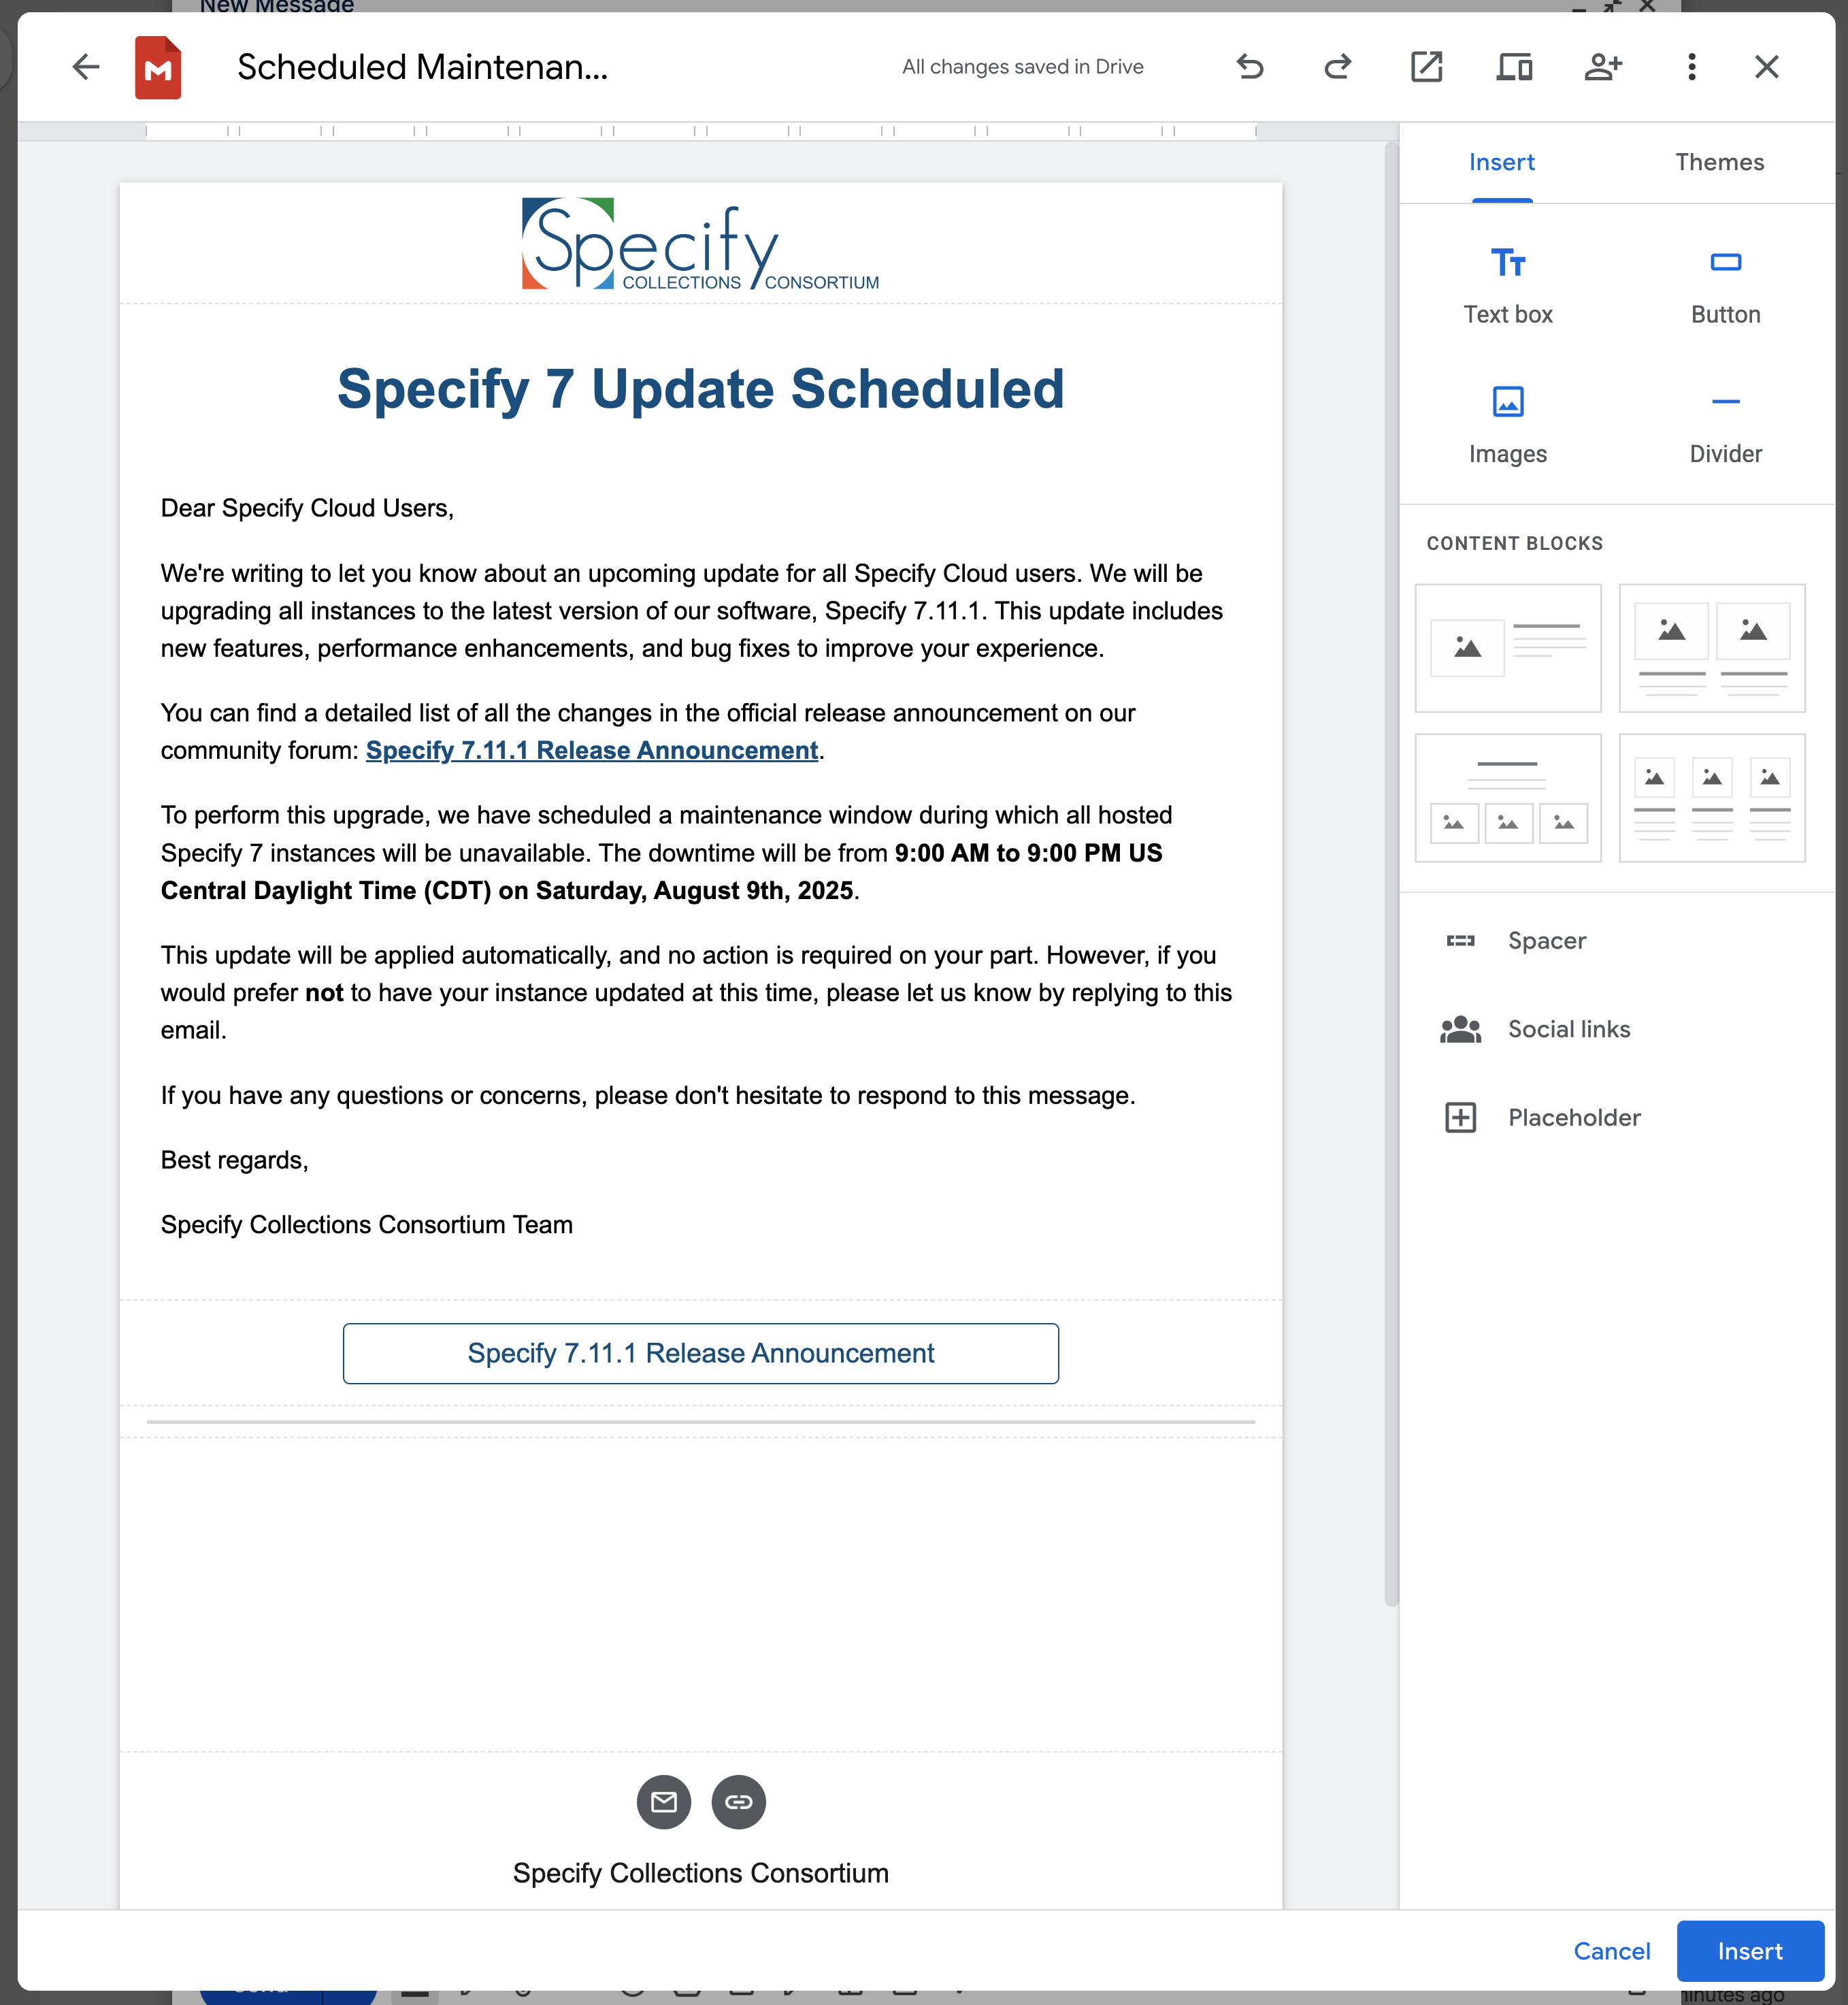 New Message
Scheduled Maintenan...
All changes saved in Drive
Insert
Themes
Specify
COLLECTIONS CONSORTIUM
Text box
Button
Images
Divider
Specify 7 Update Scheduled
Dear Specify Cloud Users,
We're writing to let you know about an upcoming update for all Specify Cloud users. We will be
upgrading all instances to the latest version of our software, Specify 7.11.1. This update includes
new features, performance enhancements, and bug fixes to improve your experience.
You can find a detailed list of all the changes in the official release announcement on our
community forum: Specify 7.11.1 Release Announcement.
To perform this upgrade, we have scheduled a maintenance window during which all hosted
Specify 7 instances will be unavailable. The downtime will be from 9:00 AM to 9:00 PM US
Central Daylight Time (CDT) on Saturday, August 9th, 2025.
This update will be applied automatically, and no action is required on your part. However, if you
would prefer not to have your instance updated at this time, please let us know by replying to this
email.
If you have any questions or concerns, please don't hesitate to respond to this message.
Best regards,
Specify Collections Consortium Team
Specify 7.11.1 Release Announcement
Specify Collections Consortium
CONTENT BLOCKS
Spacer
Social links
Placeholder
Cancel
Insert
ago